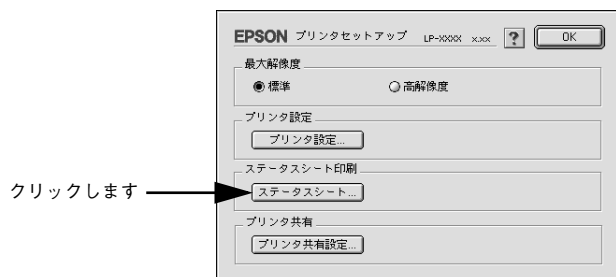 EPSON プリンタセットアップ LP-XXXX x.xx ? OK
最大解像度
標準 高解像度
プリンタ設定
プリンタ設定...
ステータスシート印刷
クリックします ステータスシート...
プリンタ共有
プリンタ共有設定...